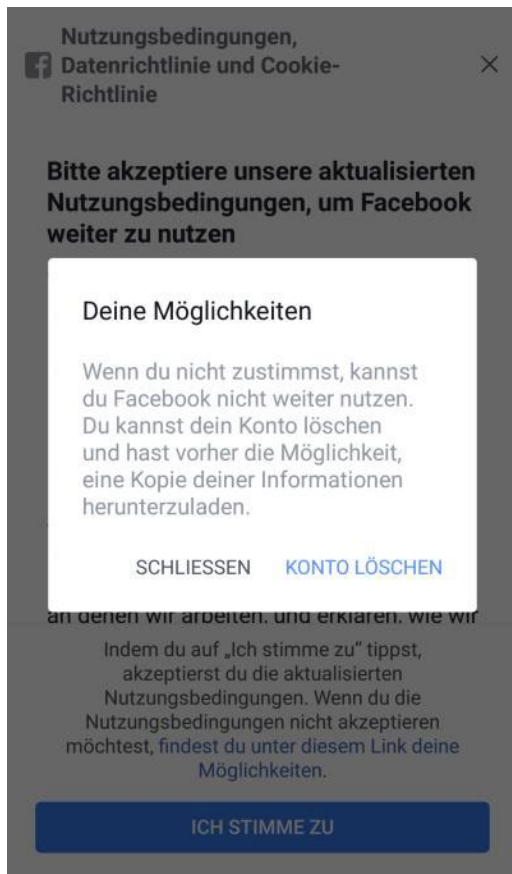 Nutzungsbedingungen,
Datenrichtlinie und Cookie-
Richtlinie
Bitte akzeptiere unsere aktualisierten
Nutzungsbedingungen, um Facebook
weiter zu nutzen
Deine Möglichkeiten
Wenn du nicht zustimmst, kannst
du Facebook nicht weiter nutzen.
Du kannst dein Konto löschen
und hast vorher die Möglichkeit,
eine Kopie deiner Informationen
herunterzuladen.
SCHLIESSEN KONTO LÖSCHEN
an denen wir arbeiten, und erklären, wie wir
Indem du auf „Ich stimme zu“ tippst,
akzeptierst du die aktualisierten
Nutzungsbedingungen. Wenn du die
Nutzungsbedingungen nicht akzeptieren
möchtest, findest du unter diesem Link deine
Möglichkeiten.
ICH STIMME ZU